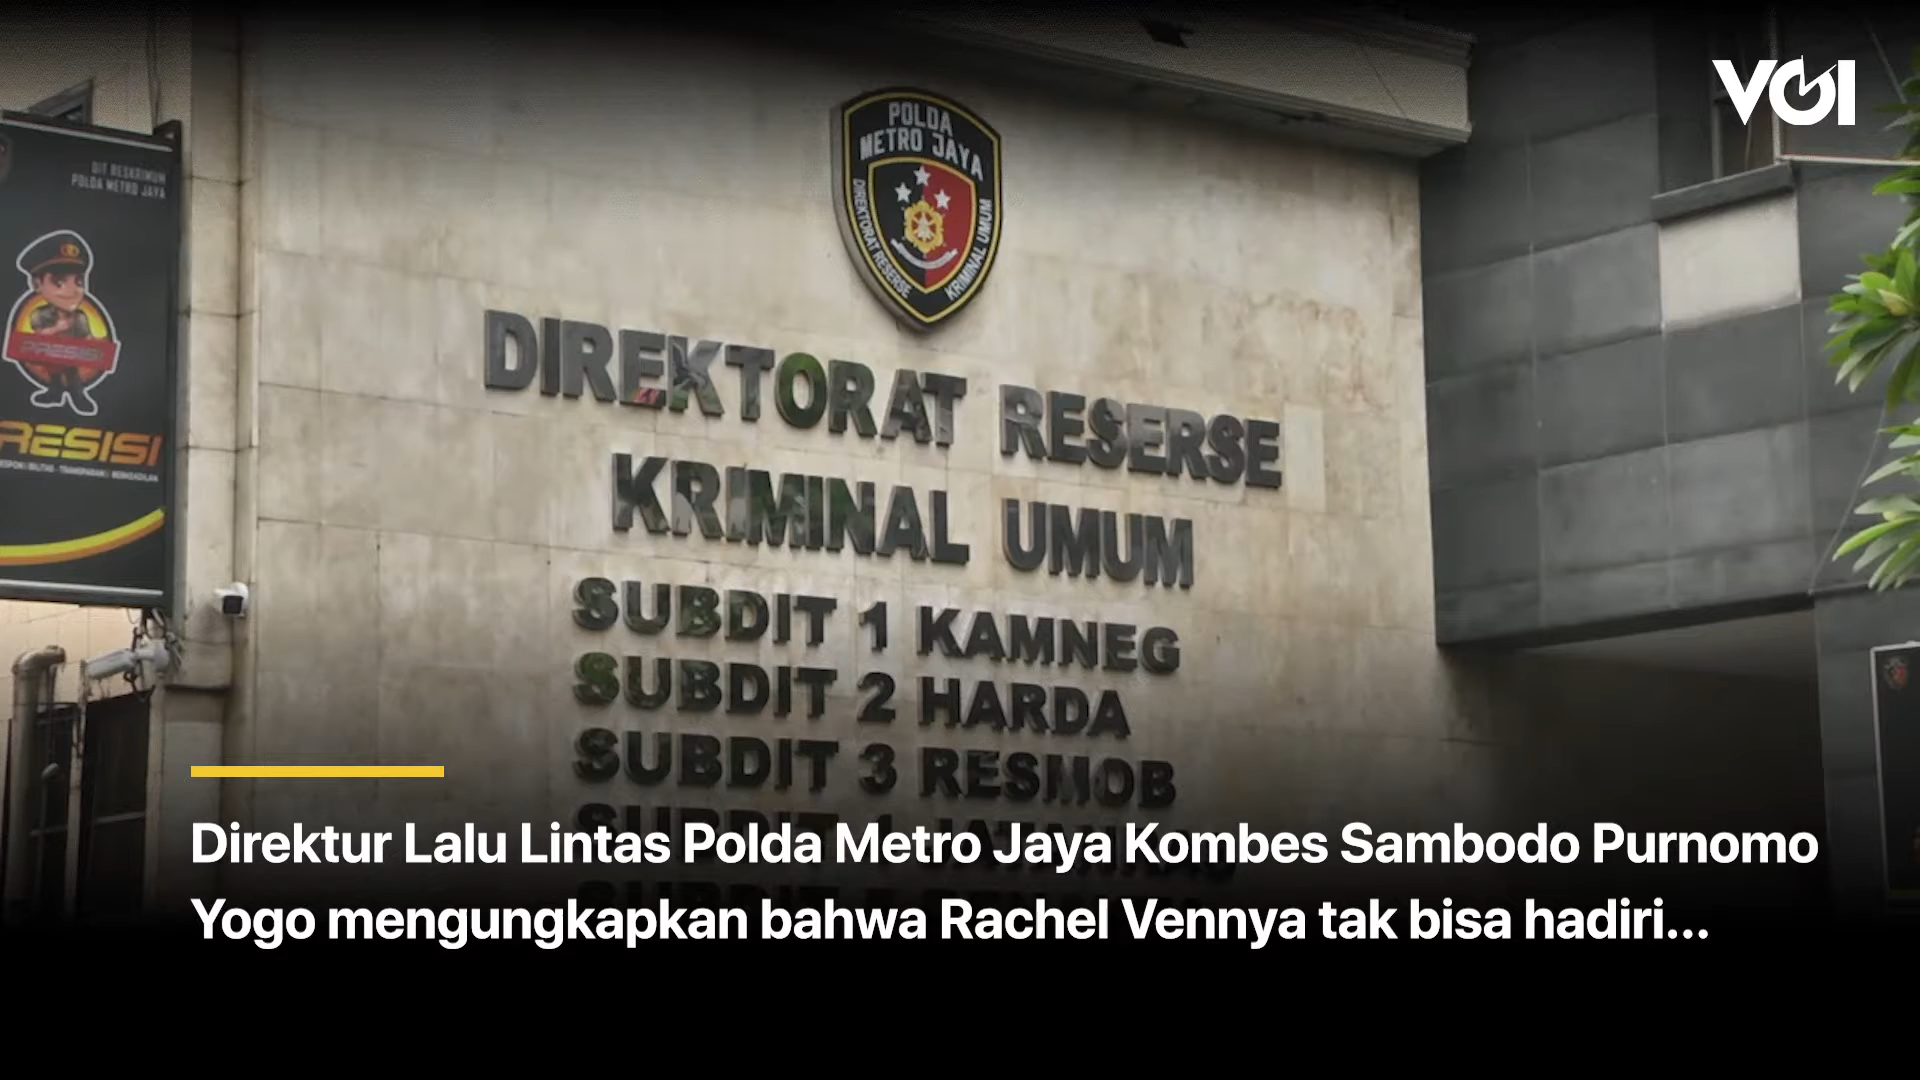 VOI
POLDA
METRO JAYA
DIREKTORAT RESERSE
KRIMINAL UMUM
DIT RESKRIMUM
POLDA METRO JAYA
PRESISI
RESISI
DIREKTORAT RESERSE
KRIMINAL UMUM
SUBDIT 1 KAMNEG
SUBDIT 2 HARDA
SUBDIT 3 RESMOB
Direktur Lalu Lintas Polda Metro Jaya Kombes Sambodo Purnomo
Yogo mengungkapkan bahwa Rachel Vennya tak bisa hadiri...